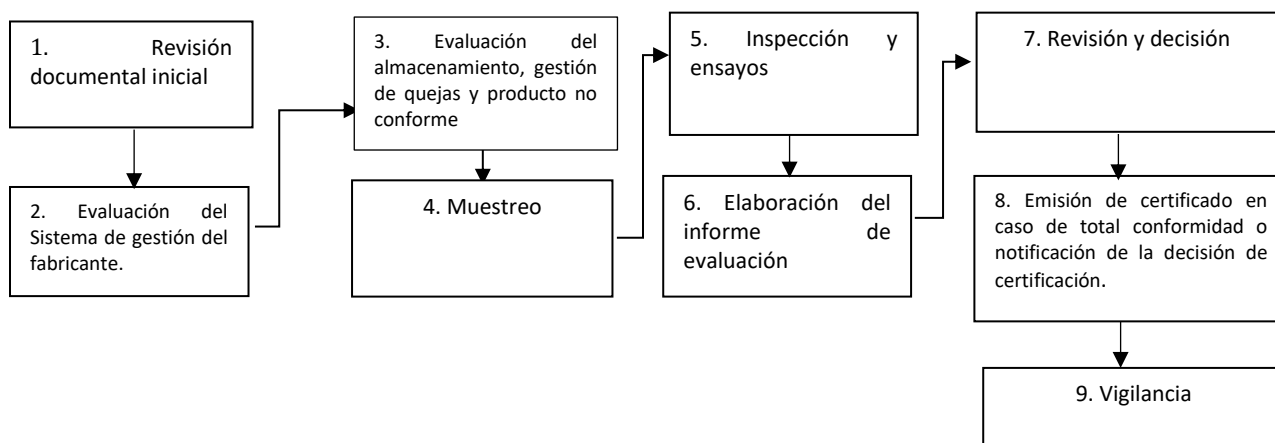 1. Revisión
documental inicial
2. Evaluación del
Sistema de gestión del
fabricante.
3. Evaluación del
almacenamiento, gestión
de quejas y producto no
conforme
4. Muestreo
5. Inspección y
ensayos
6. Elaboración del
informe de
evaluación
7. Revisión y decisión
8. Emisión de certificado en
caso de total conformidad o
notificación de la decisión de
certificación.
9. Vigilancia